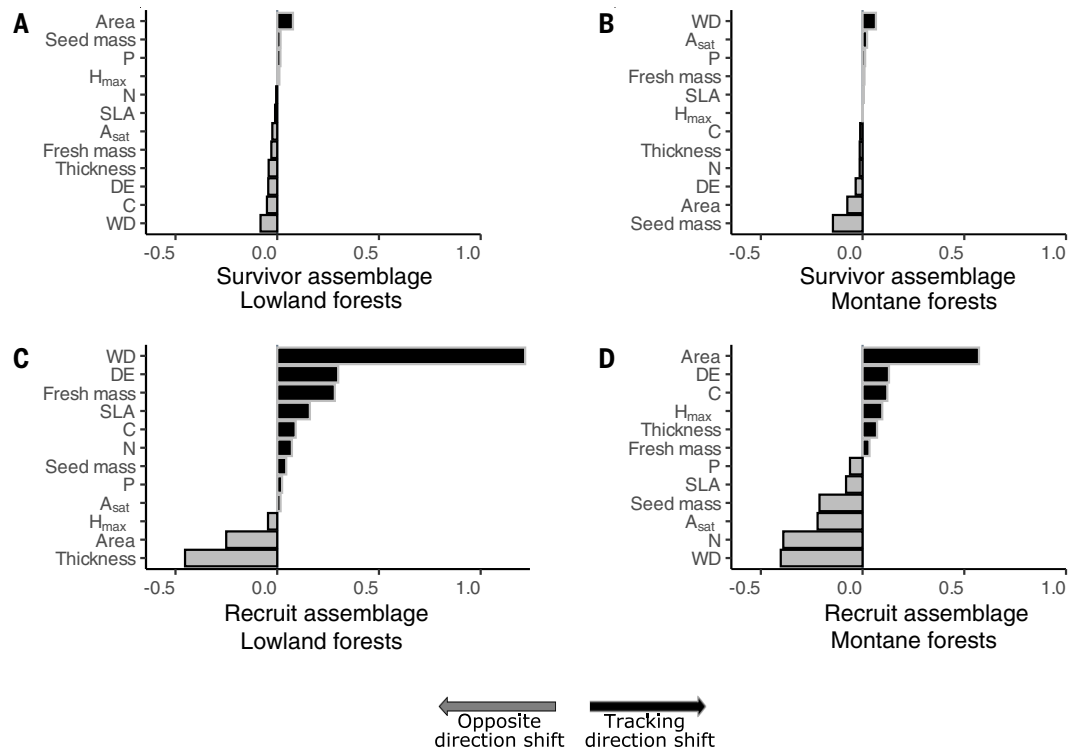 A
Area
Seed mass
P
Hmax
N
SLA
Asat
Fresh mass
Thickness
DE
C
WD
-0.5 0.0 0.5 1.0
Survivor assemblage
Lowland forests
B
WD
Asat
P
Fresh mass
SLA
Hmax
C
Thickness
N
DE
Area
Seed mass
-0.5 0.0 0.5 1.0
Survivor assemblage
Montane forests
C
WD
DE
Fresh mass
SLA
C
N
Seed mass
P
Asat
Hmax
Area
Thickness
-0.5 0.0 0.5 1.0
Recruit assemblage
Lowland forests
D
Area
DE
C
Hmax
Thickness
Fresh mass
P
SLA
Seed mass
Asat
N
WD
-0.5 0.0 0.5 1.0
Recruit assemblage
Montane forests
Opposite
direction shift
Tracking
direction shift